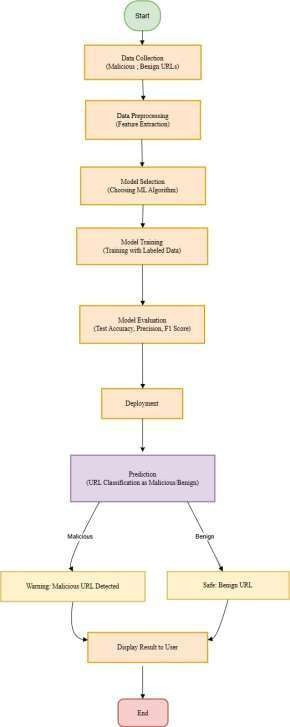 Start
Data Collection
(Malicious ; Benign URLs)
Data Preprocessing
(Feature Extraction)
Model Selection
(Choosing ML Algorithm)
Model Training
(Training with Labeled Data)
Model Evaluation
(Test Accuracy, Precision, F1 Score)
Deployment
Prediction
(URL Classification as Malicious/Benign)
Malicious
Benign
Warning: Malicious URL Detected
Safe: Benign URL
Display Result to User
End